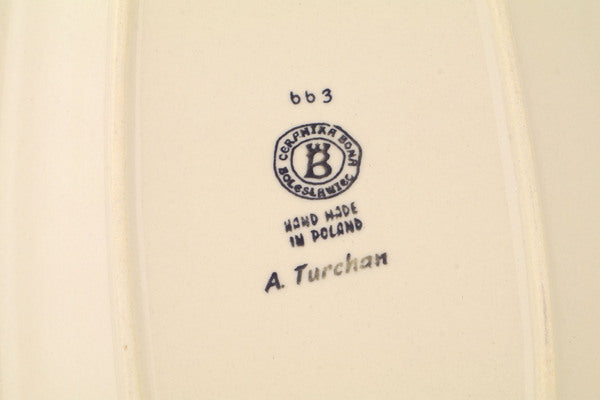 663
CERAMIKA BONA
B
BOLESŁAWIEC
HAND MADE
IN POLAND
A. Turchan